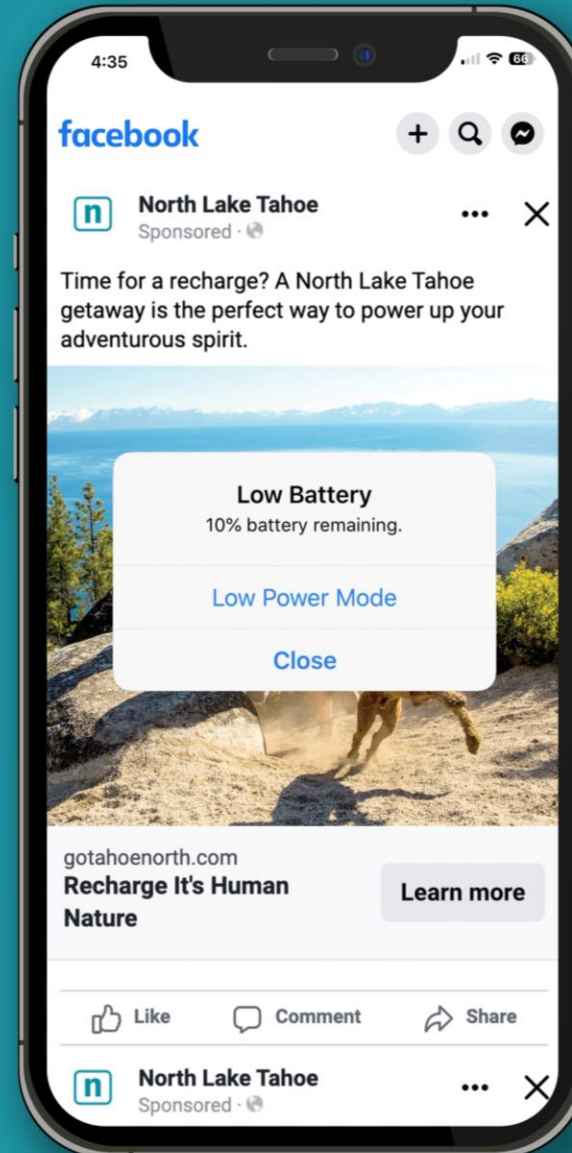 4:35
66
facebook
n
North Lake Tahoe
Sponsored ·
Time for a recharge? A North Lake Tahoe
getaway is the perfect way to power up your
adventurous spirit.
Low Battery
10% battery remaining.
Low Power Mode
Close
gotahoenorth.com
Recharge It's Human
Nature
Learn more
Like
Comment
Share
n
North Lake Tahoe
Sponsored ·